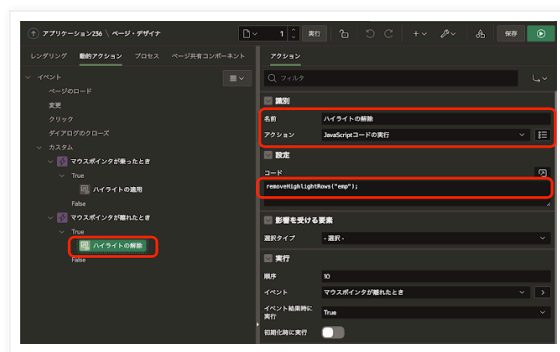 アプリケーション236 \ ページ・デザイナ
1
実行
保存
レンダリング 動的アクション プロセス ページ共有コンポーネント
イベント
ページのロード
変更
クリック
ダイアログのクローズ
カスタム
マウスポインタが乗ったとき
True
ハイライトの適用
False
マウスポインタが離れたとき
True
ハイライトの解除
False
アクション
フィルタ
識別
名前 ハイライトの解除
アクション JavaScriptコードの実行
設定
コード
removeHighlightRows("emp");
影響を受ける要素
選択タイプ - 選択 -
実行
順序 10
イベント マウスポインタが離れたとき
イベント結果時に
実行 True
初期化時に実行